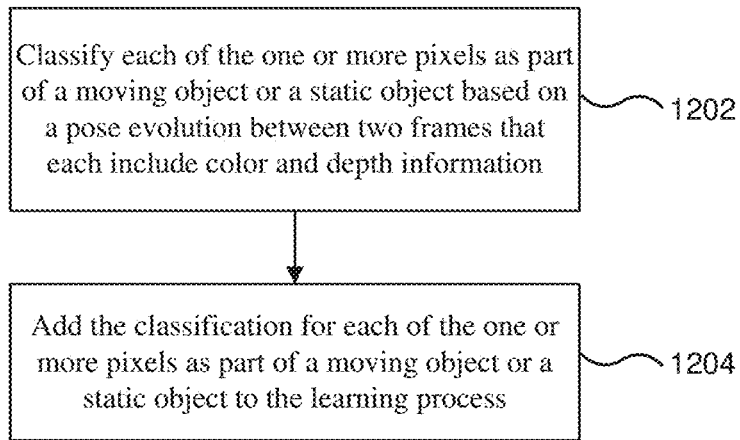 Classify each of the one or more pixels as part
of a moving object or a static object based on
a pose evolution between two frames that
each include color and depth information
1202
Add the classification for each of the one or
more pixels as part of a moving object or a
static object to the learning process
1204